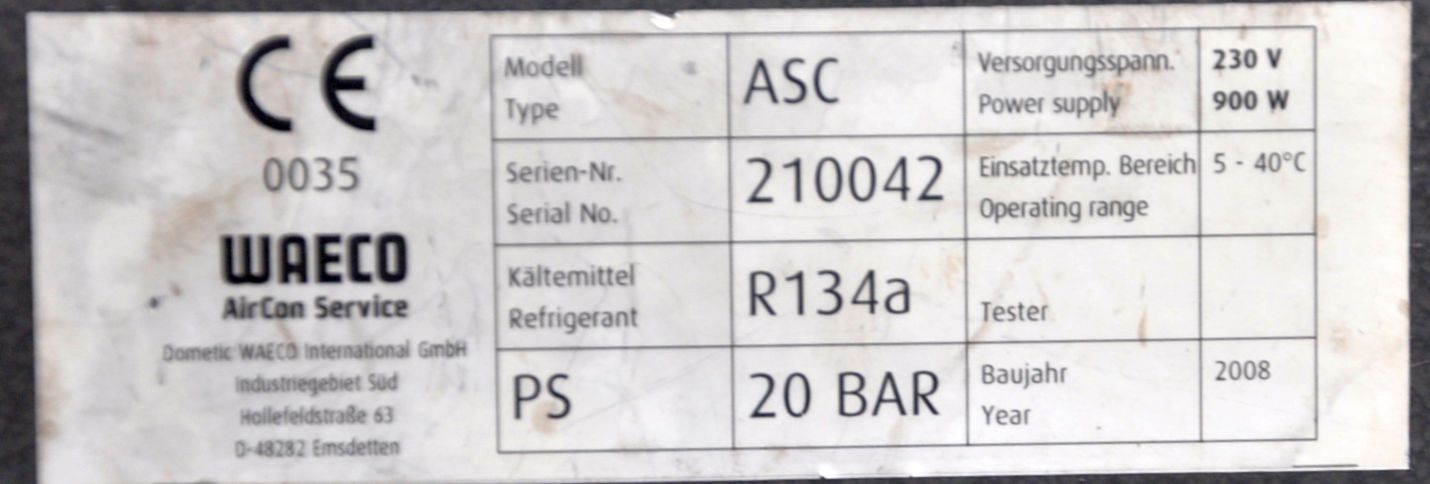 CE
0035
WAECO
AirCon Service
Dometic WAECO International GmbH
Industriegebiet Süd
Hollefeldstraße 63
D-48282 Emsdetten
Modell
Type
ASC
Versorgungsspann.
Power supply
230 V
900 W
Serien-Nr.
Serial No.
210042
Einsatztemp. Bereich
Operating range
5 - 40°C
Kältemittel
Refrigerant
R134a
Tester
PS
20 BAR
Baujahr
Year
2008